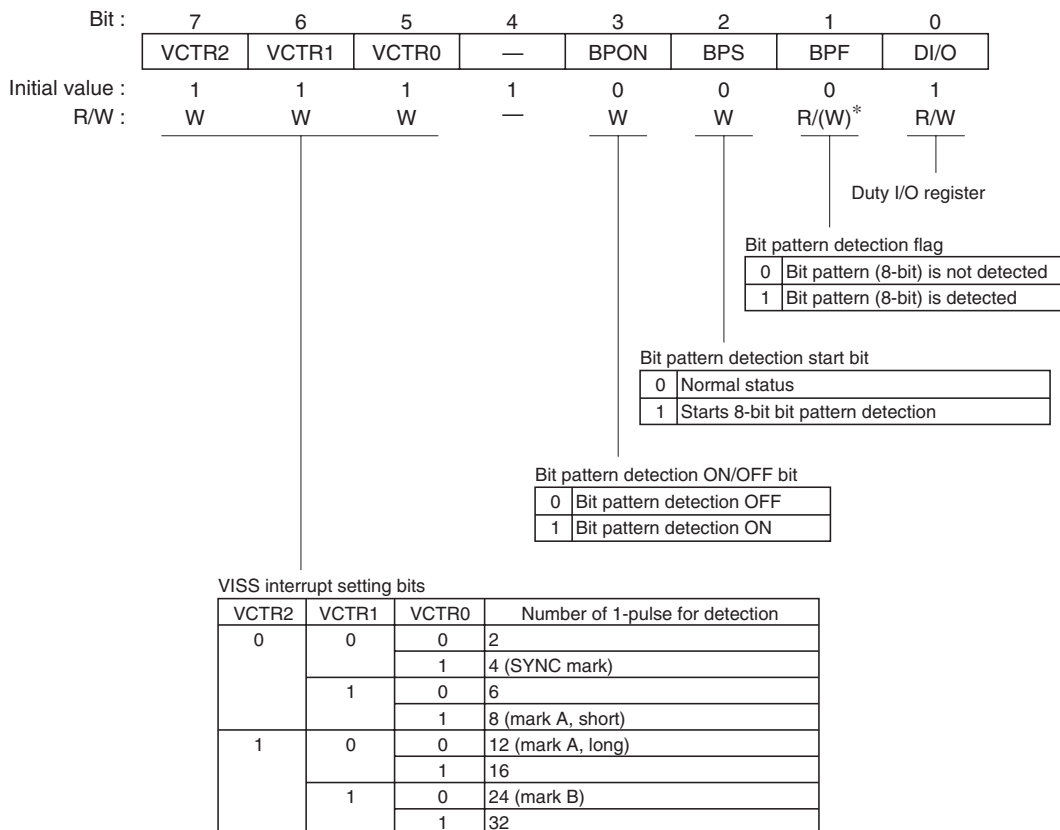 Bit : 7 6 5 4 3 2 1 0
VCTR2 VCTR1 VCTR0 — BPON BPS BPF DI/O
Initial value : 1 1 1 1 0 0 0 1
R/W : W W W — W W R/(W)* R/W
Duty I/O register
Bit pattern detection flag
0 Bit pattern (8-bit) is not detected
1 Bit pattern (8-bit) is detected
Bit pattern detection start bit
0 Normal status
1 Starts 8-bit bit pattern detection
Bit pattern detection ON/OFF bit
0 Bit pattern detection OFF
1 Bit pattern detection ON
VISS interrupt setting bits
VCTR2 VCTR1 VCTR0 Number of 1-pulse for detection
0 0 0 2
1 4 (SYNC mark)
1 0 6
1 8 (mark A, short)
1 0 0 12 (mark A, long)
1 16
1 0 24 (mark B)
1 32